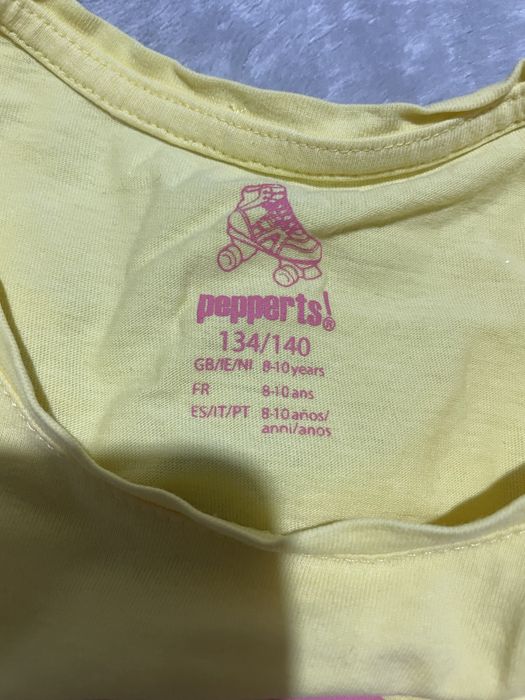 pepperts!®
134/140
GB/IE/NI 8-10 years
FR 8-10 ans
ES/IT/PT 8-10 años/
anni/anos